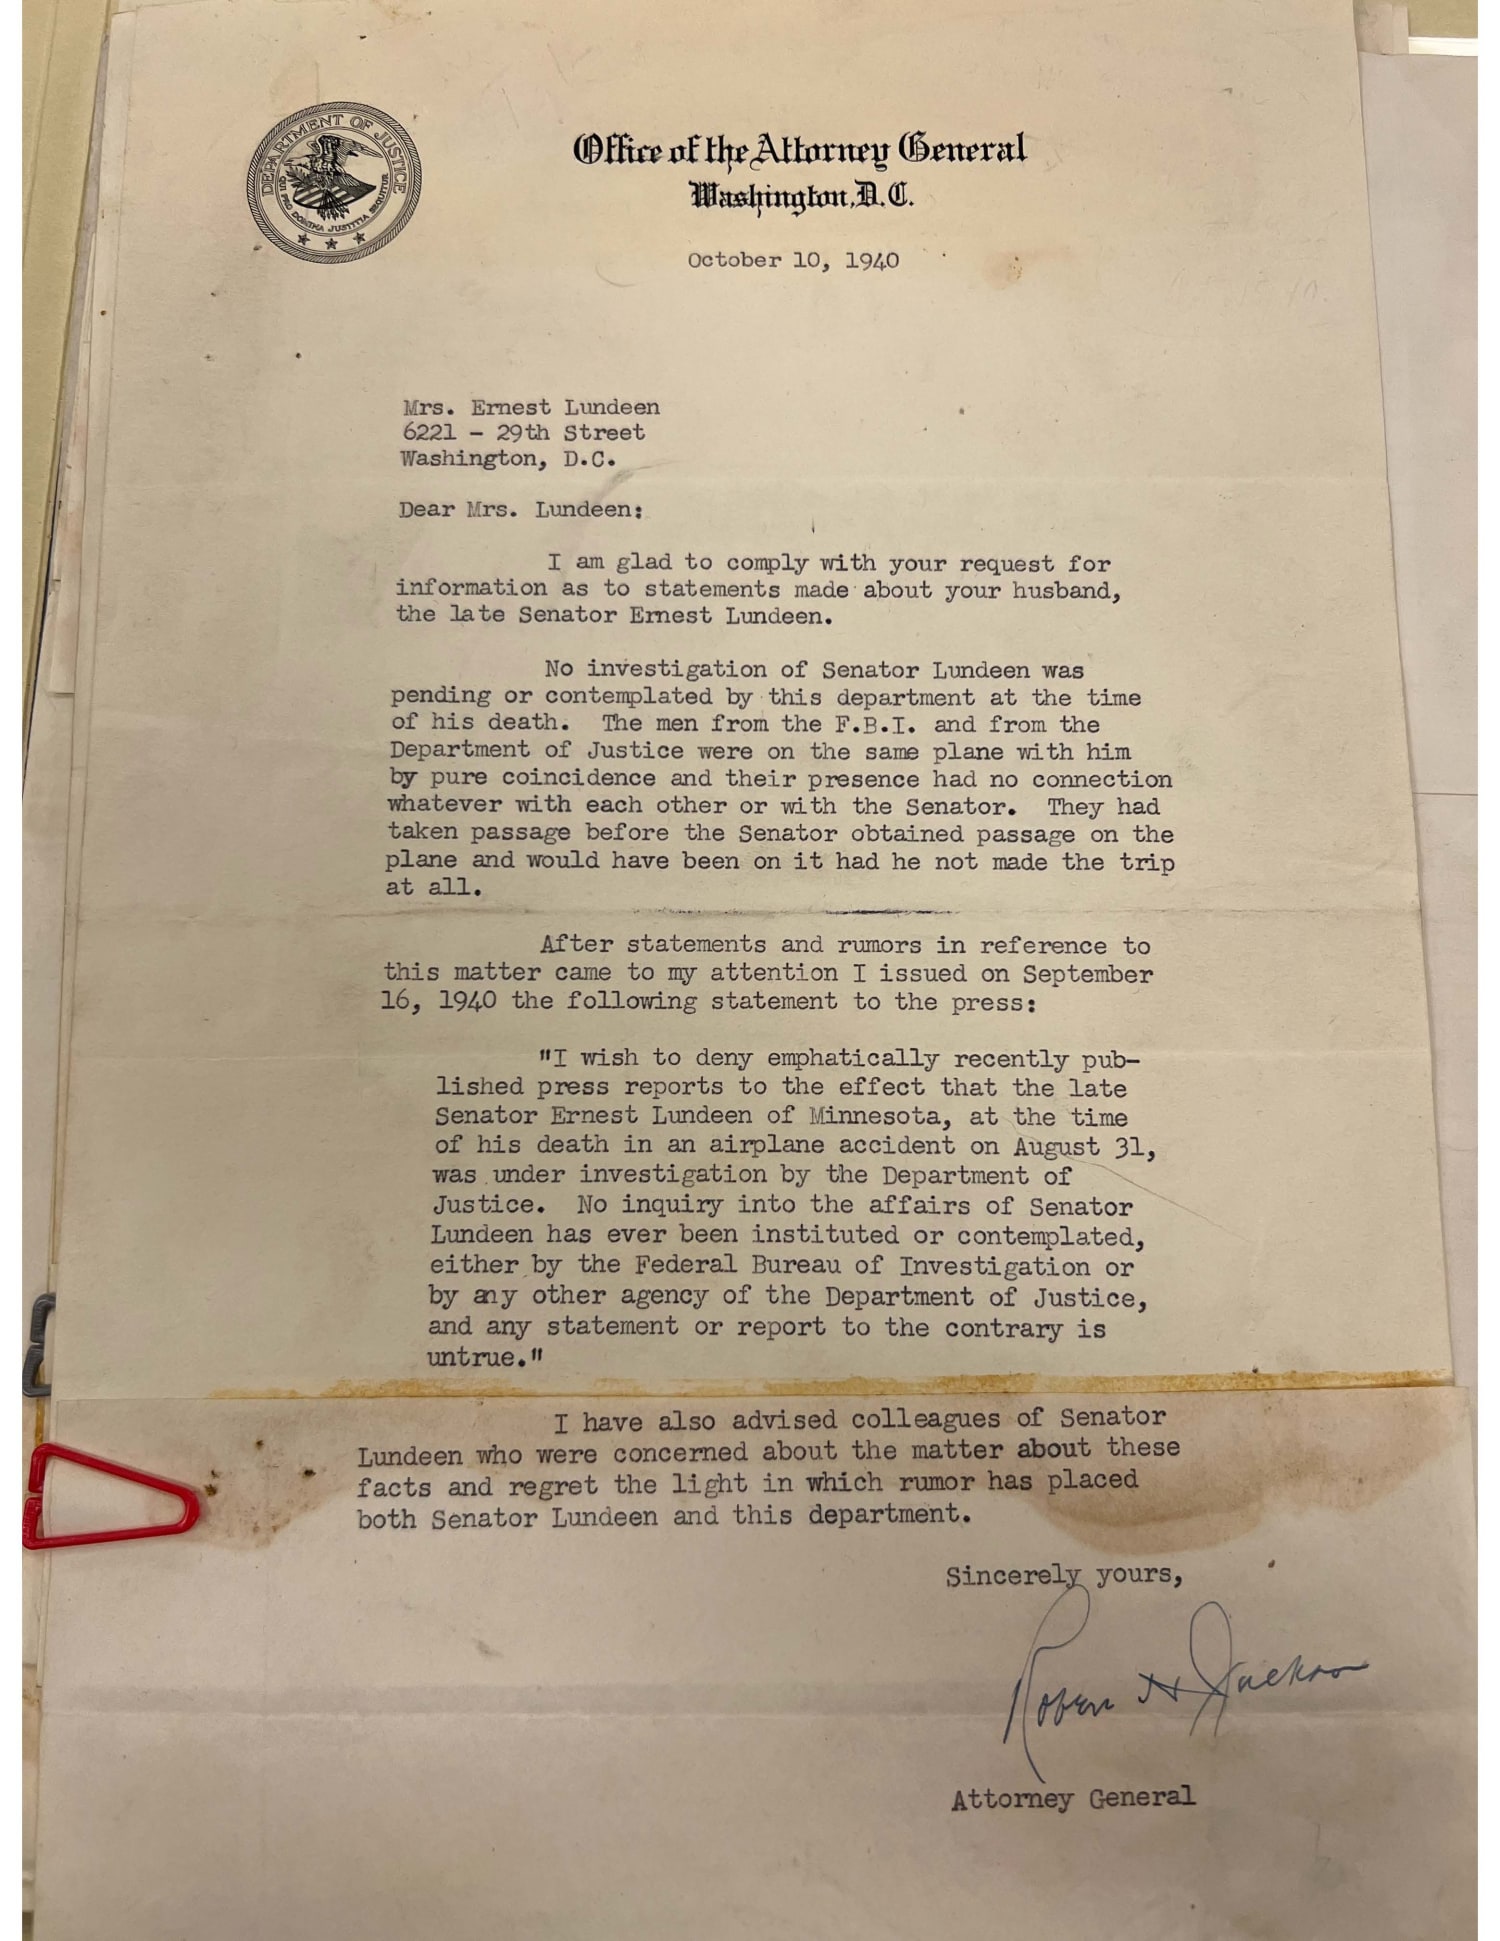 DEPARTMENT OF JUSTICE
QUI PRO DOMINA JUSTITIA SEQUITUR
Office of the Attorney General
Washington, D.C.
October 10, 1940
Mrs. Ernest Lundeen
6221 - 29th Street
Washington, D.C.
Dear Mrs. Lundeen:
I am glad to comply with your request for
information as to statements made about your husband,
the late Senator Ernest Lundeen.
No investigation of Senator Lundeen was
pending or contemplated by this department at the time
of his death. The men from the F.B.I. and from the
Department of Justice were on the same plane with him
by pure coincidence and their presence had no connection
whatever with each other or with the Senator. They had
taken passage before the Senator obtained passage on the
plane and would have been on it had he not made the trip
at all.
After statements and rumors in reference to
this matter came to my attention I issued on September
16, 1940 the following statement to the press:
"I wish to deny emphatically recently pub-
lished press reports to the effect that the late
Senator Ernest Lundeen of Minnesota, at the time
of his death in an airplane accident on August 31,
was under investigation by the Department of
Justice. No inquiry into the affairs of Senator
Lundeen has ever been instituted or contemplated,
either by the Federal Bureau of Investigation or
by any other agency of the Department of Justice,
and any statement or report to the contrary is
untrue."
I have also advised colleagues of Senator
Lundeen who were concerned about the matter about these
facts and regret the light in which rumor has placed
both Senator Lundeen and this department.
Sincerely yours,
Robert H Jackson
Attorney General